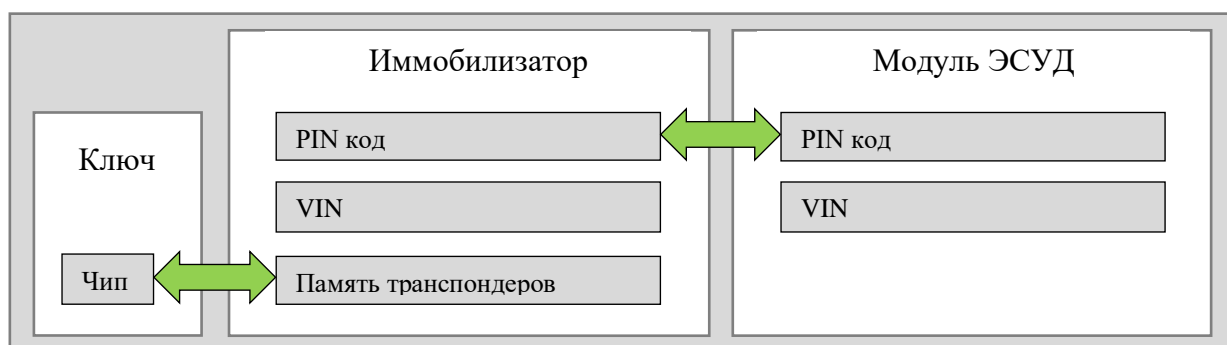 Иммобилизатор
Модуль ЭСУД
Ключ
PIN код
PIN код
VIN
VIN
Чип
Память транспондеров